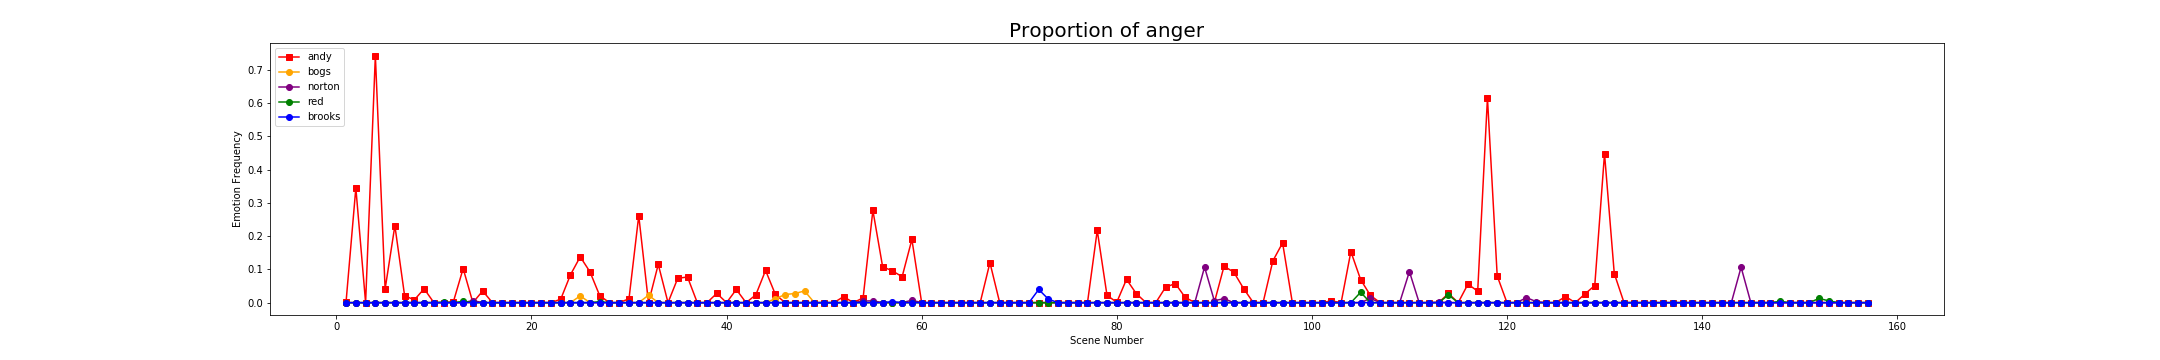 Proportion of anger
andy
bogs
norton
red
brooks
Emotion Frequency
0.7
0.6
0.5
0.4
0.3
0.2
0.1
0.0
0 20 40 60 80 100 120 140 160
Scene Number